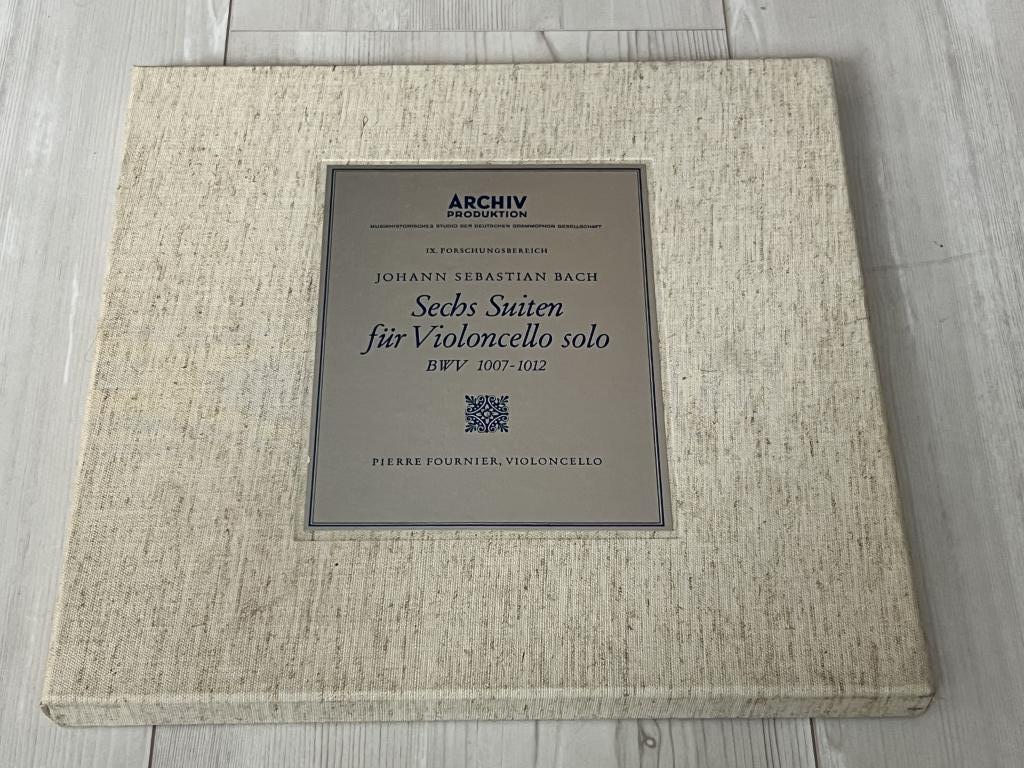 ARCHIV
PRODUKTION
MUSIKHISTORISCHES STUDIO DER DEUTSCHEN GRAMMOPHON GESELLSCHAFT
IX. FORSCHUNGSBEREICH
JOHANN SEBASTIAN BACH
Sechs Suiten
für Violoncello solo
BWV 1007-1012
PIERRE FOURNIER, VIOLONCELLO